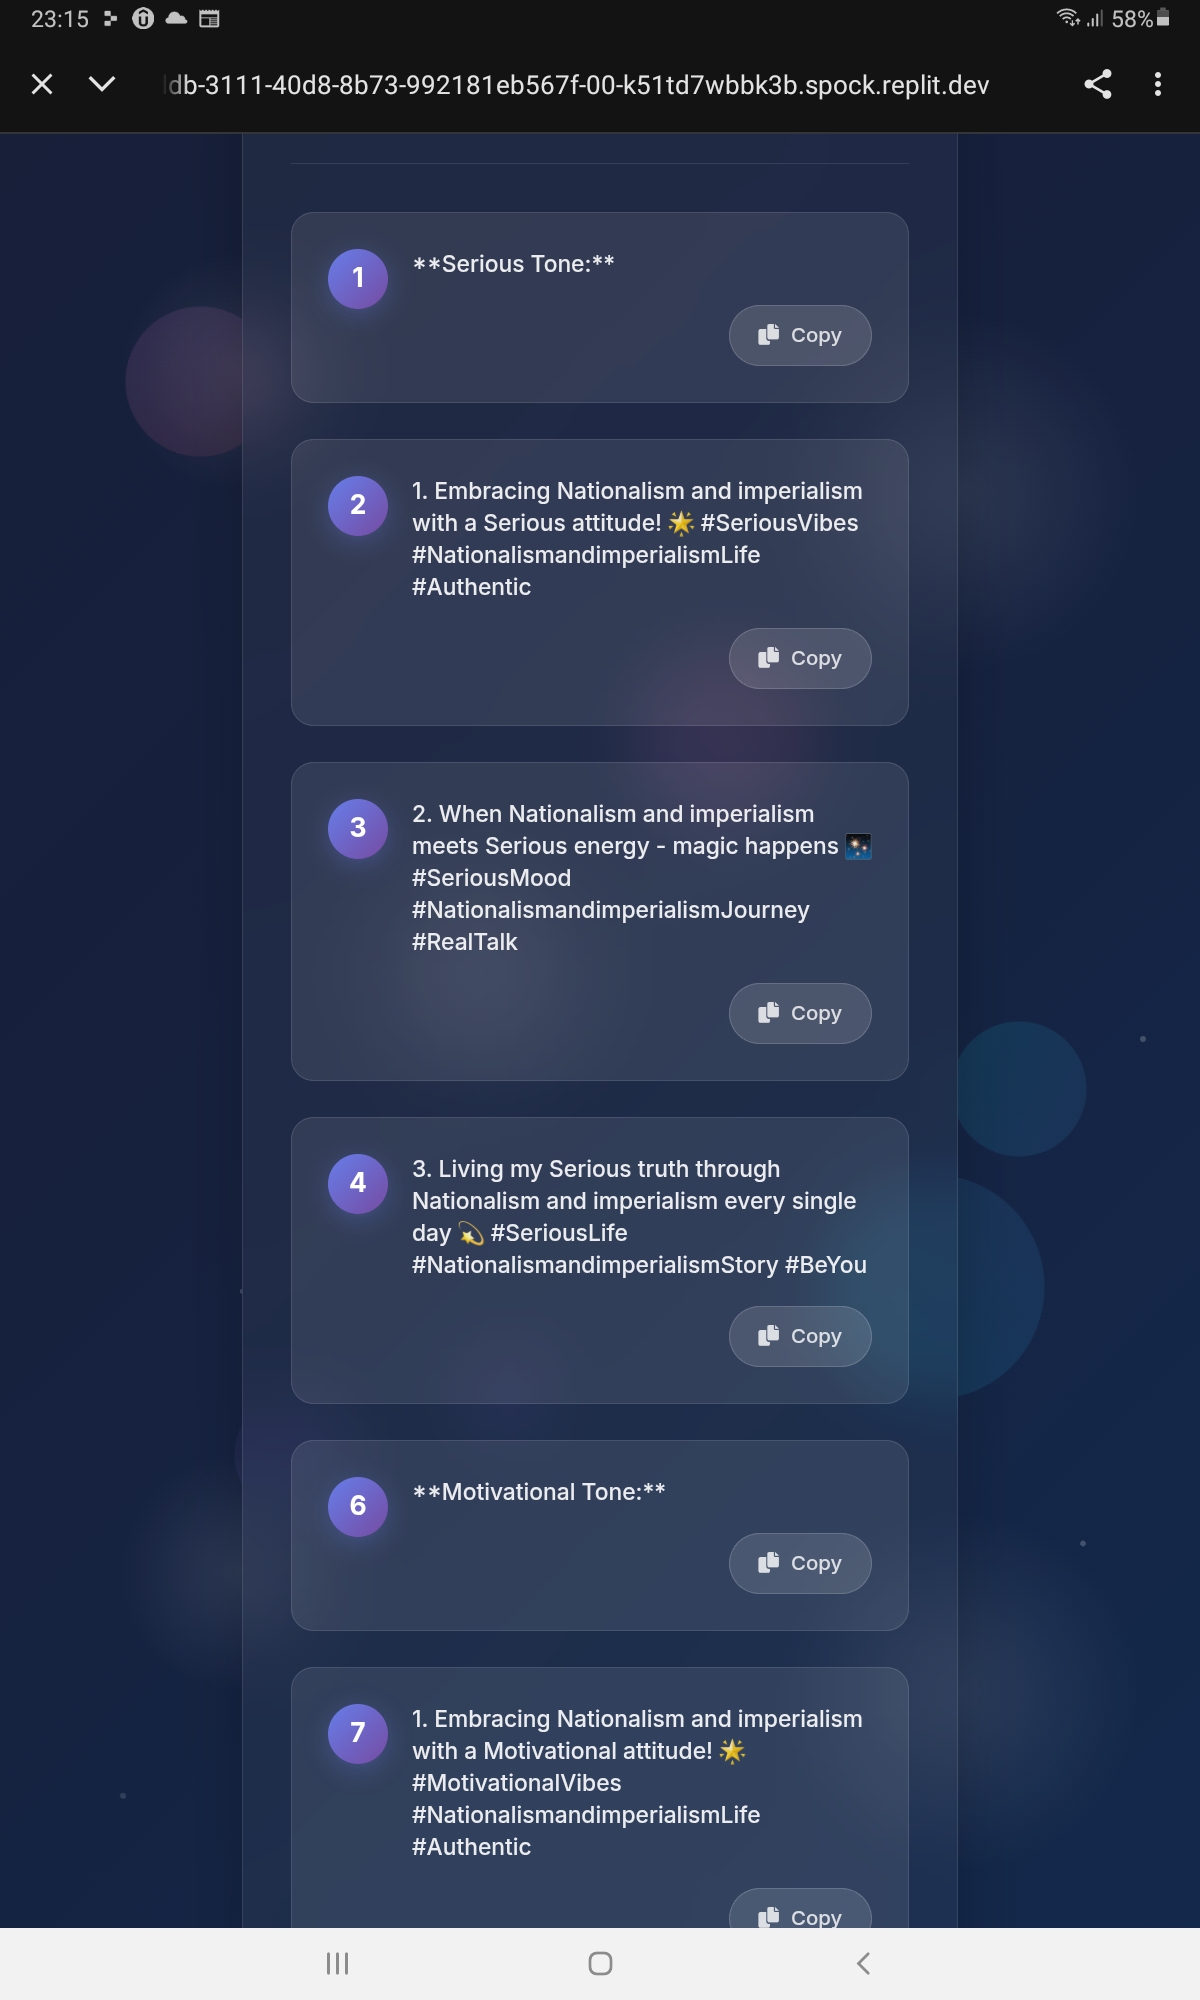 23:15
58%
db-3111-40d8-8b73-992181eb567f-00-k51td7wbbk3b.spock.replit.dev
1
**Serious Tone:**
Copy
2
1. Embracing Nationalism and imperialism
with a Serious attitude! 🌟 #SeriousVibes
#NationalismandimperialismLife
#Authentic
Copy
3
2. When Nationalism and imperialism
meets Serious energy - magic happens 🎇
#SeriousMood
#NationalismandimperialismJourney
#RealTalk
Copy
4
3. Living my Serious truth through
Nationalism and imperialism every single
day 💫 #SeriousLife
#NationalismandimperialismStory #BeYou
Copy
6
**Motivational Tone:**
Copy
7
1. Embracing Nationalism and imperialism
with a Motivational attitude! 🌟
#MotivationalVibes
#NationalismandimperialismLife
#Authentic
Copy